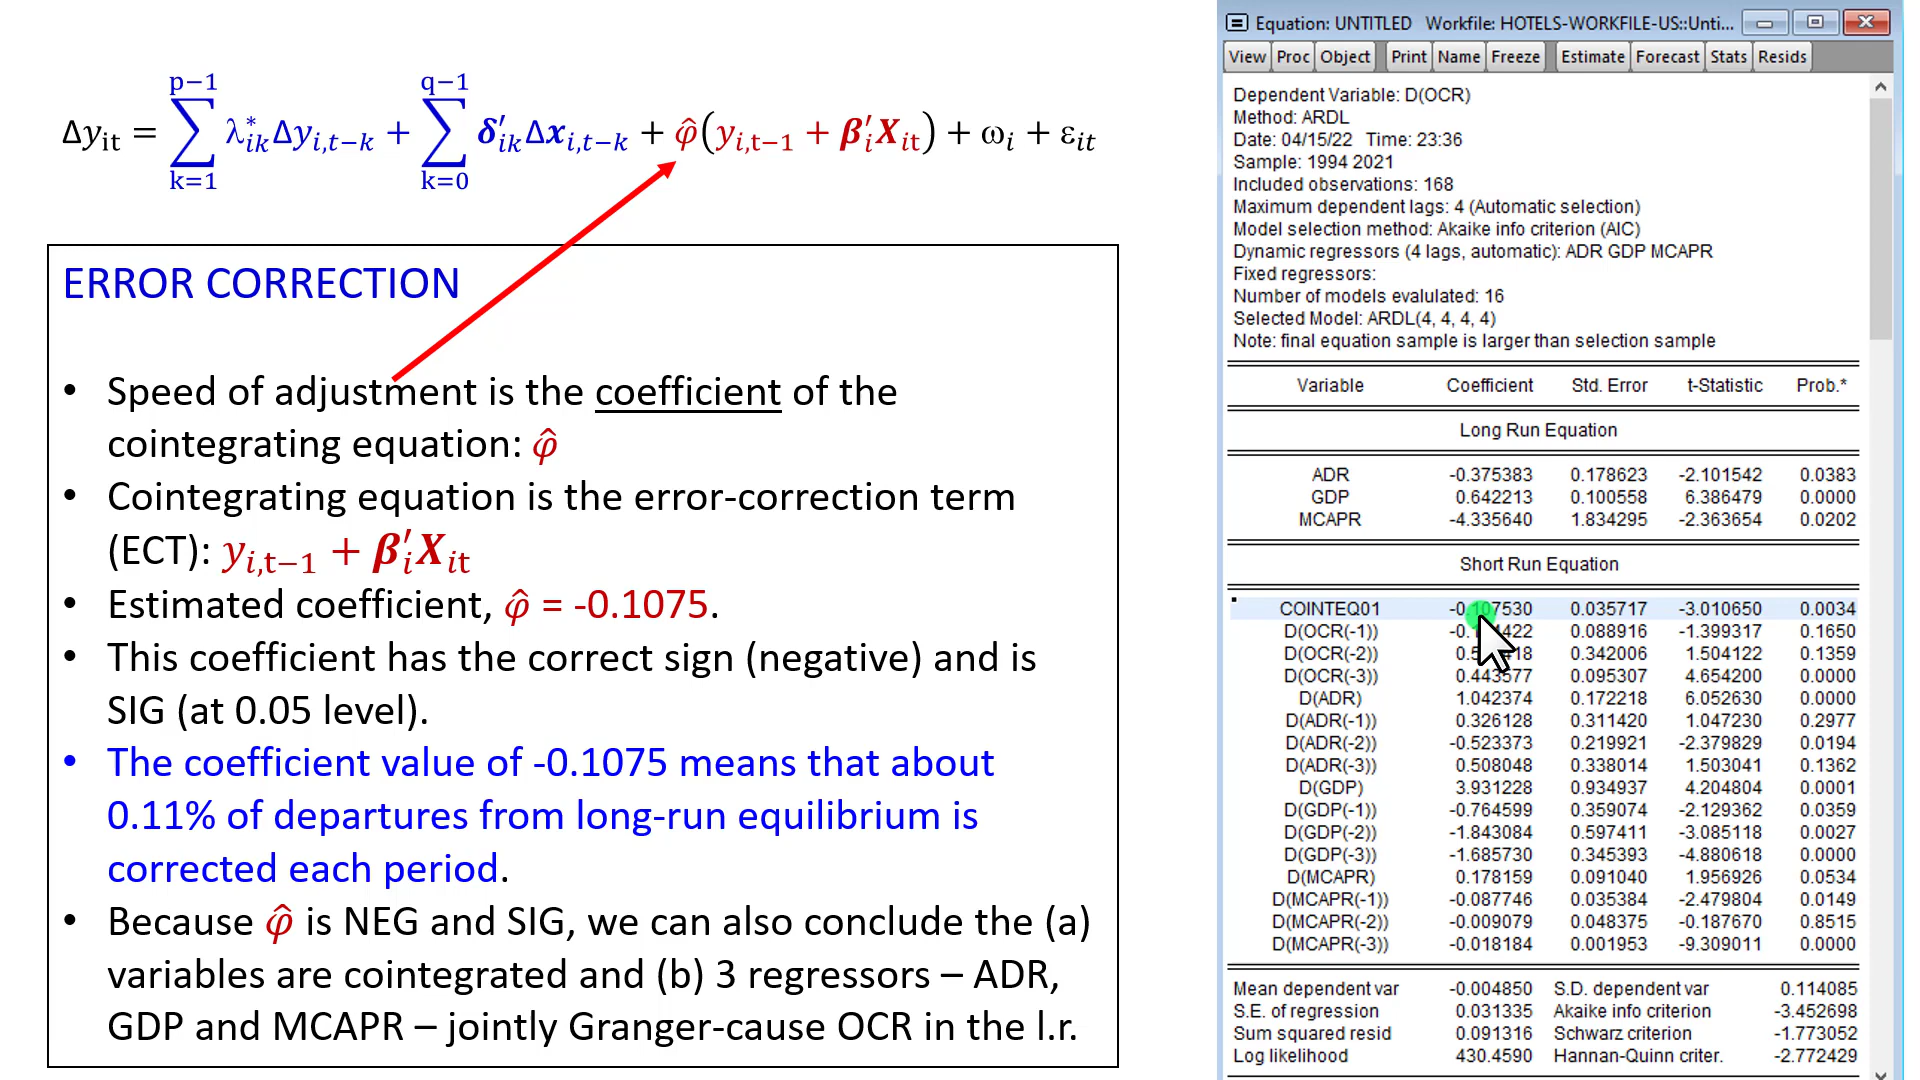 Δy_it = ∑_{k=1}^{p−1} λ*_ik Δy_i,t−k + ∑_{k=0}^{q−1} δ′_ik Δx_i,t−k + φ̂(y_i,t−1 + β′_i X_it) + ω_i + ε_it
ERROR CORRECTION
• Speed of adjustment is the coefficient of the
cointegrating equation: φ̂
• Cointegrating equation is the error-correction term
(ECT): y_i,t−1 + β′_i X_it
• Estimated coefficient, φ̂ = -0.1075.
• This coefficient has the correct sign (negative) and is
SIG (at 0.05 level).
• The coefficient value of -0.1075 means that about
0.11% of departures from long-run equilibrium is
corrected each period.
• Because φ̂ is NEG and SIG, we can also conclude the (a)
variables are cointegrated and (b) 3 regressors – ADR,
GDP and MCAPR – jointly Granger-cause OCR in the l.r.
Equation: UNTITLED Workfile: HOTELS-WORKFILE-US::Unti...
View Proc Object Print Name Freeze Estimate Forecast Stats Resids
Dependent Variable: D(OCR)
Method: ARDL
Date: 04/15/22 Time: 23:36
Sample: 1994 2021
Included observations: 168
Maximum dependent lags: 4 (Automatic selection)
Model selection method: Akaike info criterion (AIC)
Dynamic regressors (4 lags, automatic): ADR GDP MCAPR
Fixed regressors:
Number of models evalulated: 16
Selected Model: ARDL(4, 4, 4, 4)
Note: final equation sample is larger than selection sample
Variable Coefficient Std. Error t-Statistic Prob.*
Long Run Equation
ADR -0.375383 0.178623 -2.101542 0.0383
GDP 0.642213 0.100558 6.386479 0.0000
MCAPR -4.335640 1.834295 -2.363654 0.0202
Short Run Equation
COINTEQ01 -0.107530 0.035717 -3.010650 0.0034
D(OCR(-1)) 0.088916 -1.399317 0.1650
D(OCR(-2)) 0.342006 1.504122 0.1359
D(OCR(-3)) 0.443577 0.095307 4.654200 0.0000
D(ADR) 1.042374 0.172218 6.052630 0.0000
D(ADR(-1)) 0.326128 0.311420 1.047230 0.2977
D(ADR(-2)) -0.523373 0.219921 -2.379829 0.0194
D(ADR(-3)) 0.508048 0.338014 1.503041 0.1362
D(GDP) 3.931228 0.934937 4.204804 0.0001
D(GDP(-1)) -0.764599 0.359074 -2.129362 0.0359
D(GDP(-2)) -1.843084 0.597411 -3.085118 0.0027
D(GDP(-3)) -1.685730 0.345393 -4.880618 0.0000
D(MCAPR) 0.178159 0.091040 1.956926 0.0534
D(MCAPR(-1)) -0.087746 0.035384 -2.479804 0.0149
D(MCAPR(-2)) -0.009079 0.048375 -0.187670 0.8515
D(MCAPR(-3)) -0.018184 0.001953 -9.309011 0.0000
Mean dependent var -0.004850 S.D. dependent var 0.114085
S.E. of regression 0.031335 Akaike info criterion -3.452698
Sum squared resid 0.091316 Schwarz criterion -1.773052
Log likelihood 430.4590 Hannan-Quinn criter. -2.772429